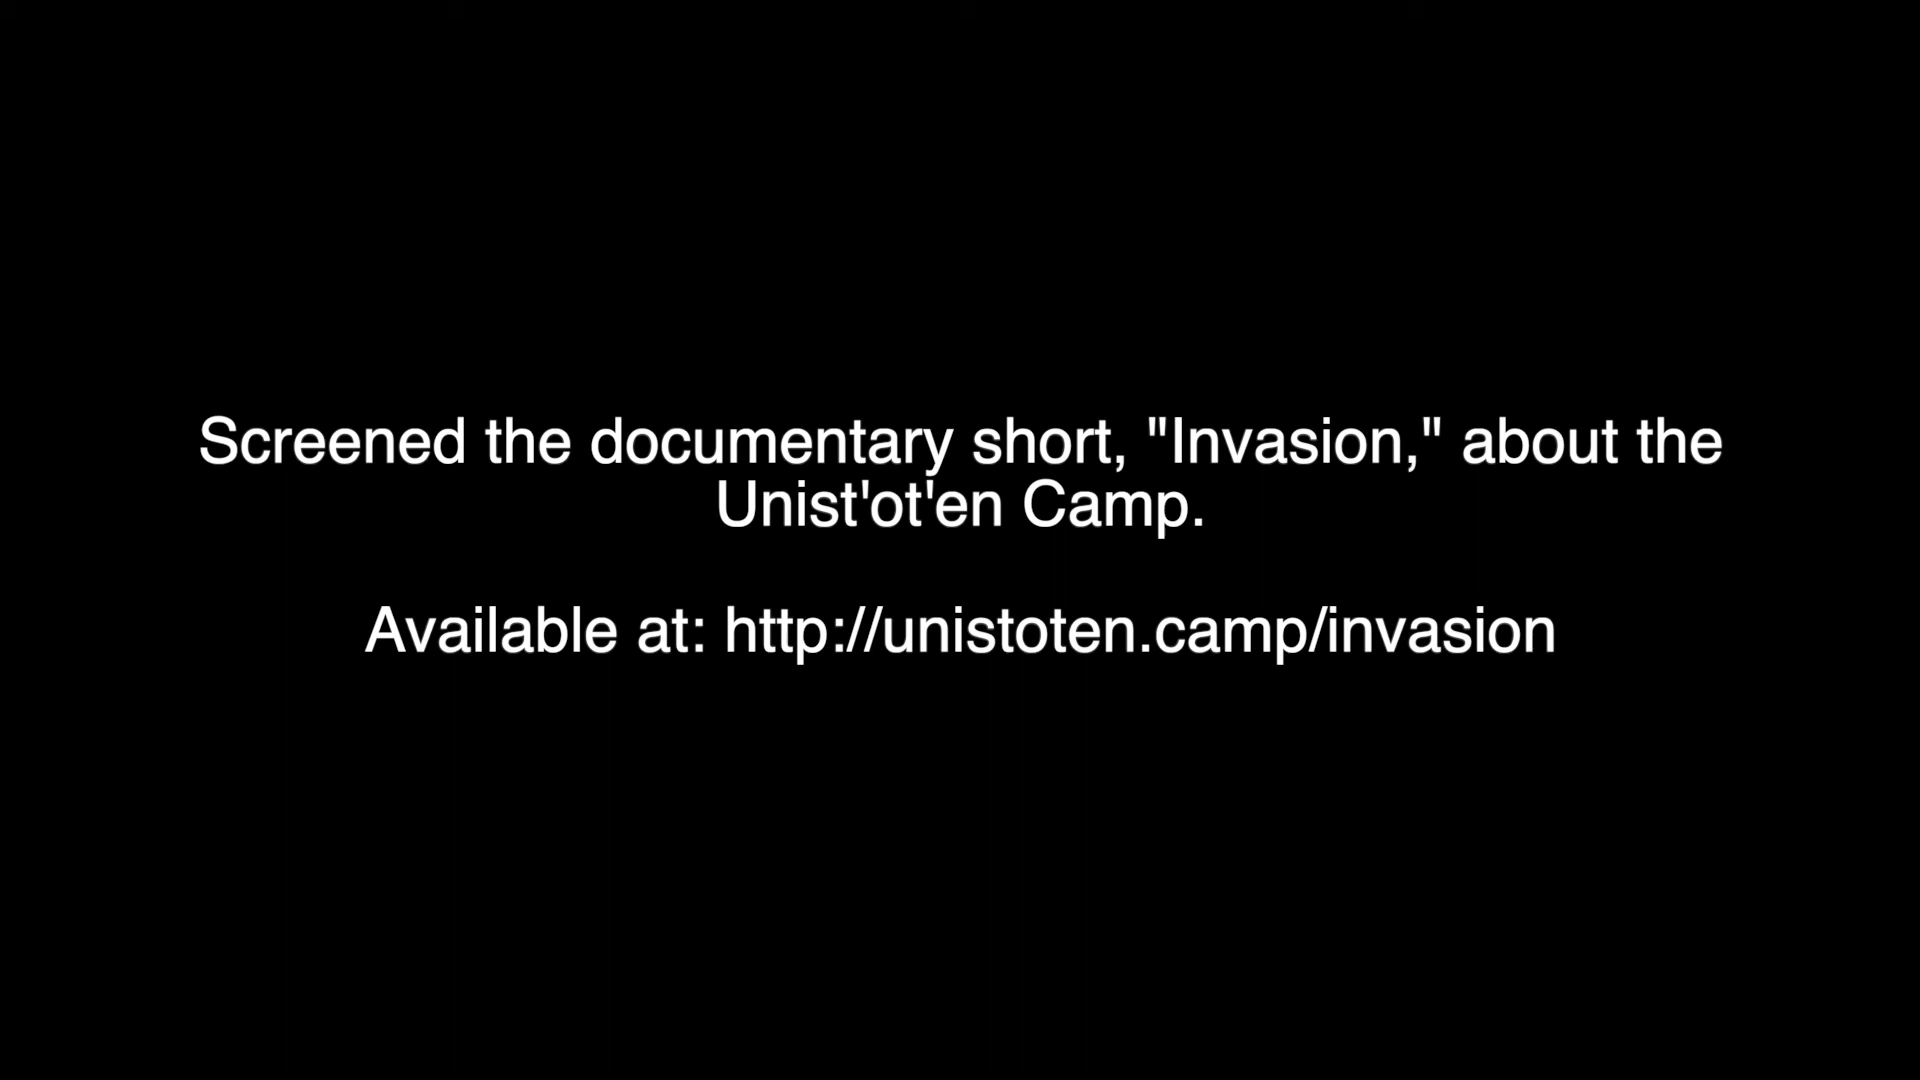 Screened the documentary short, "Invasion," about the
Unist'ot'en Camp.
Available at: http://unistoten.camp/invasion